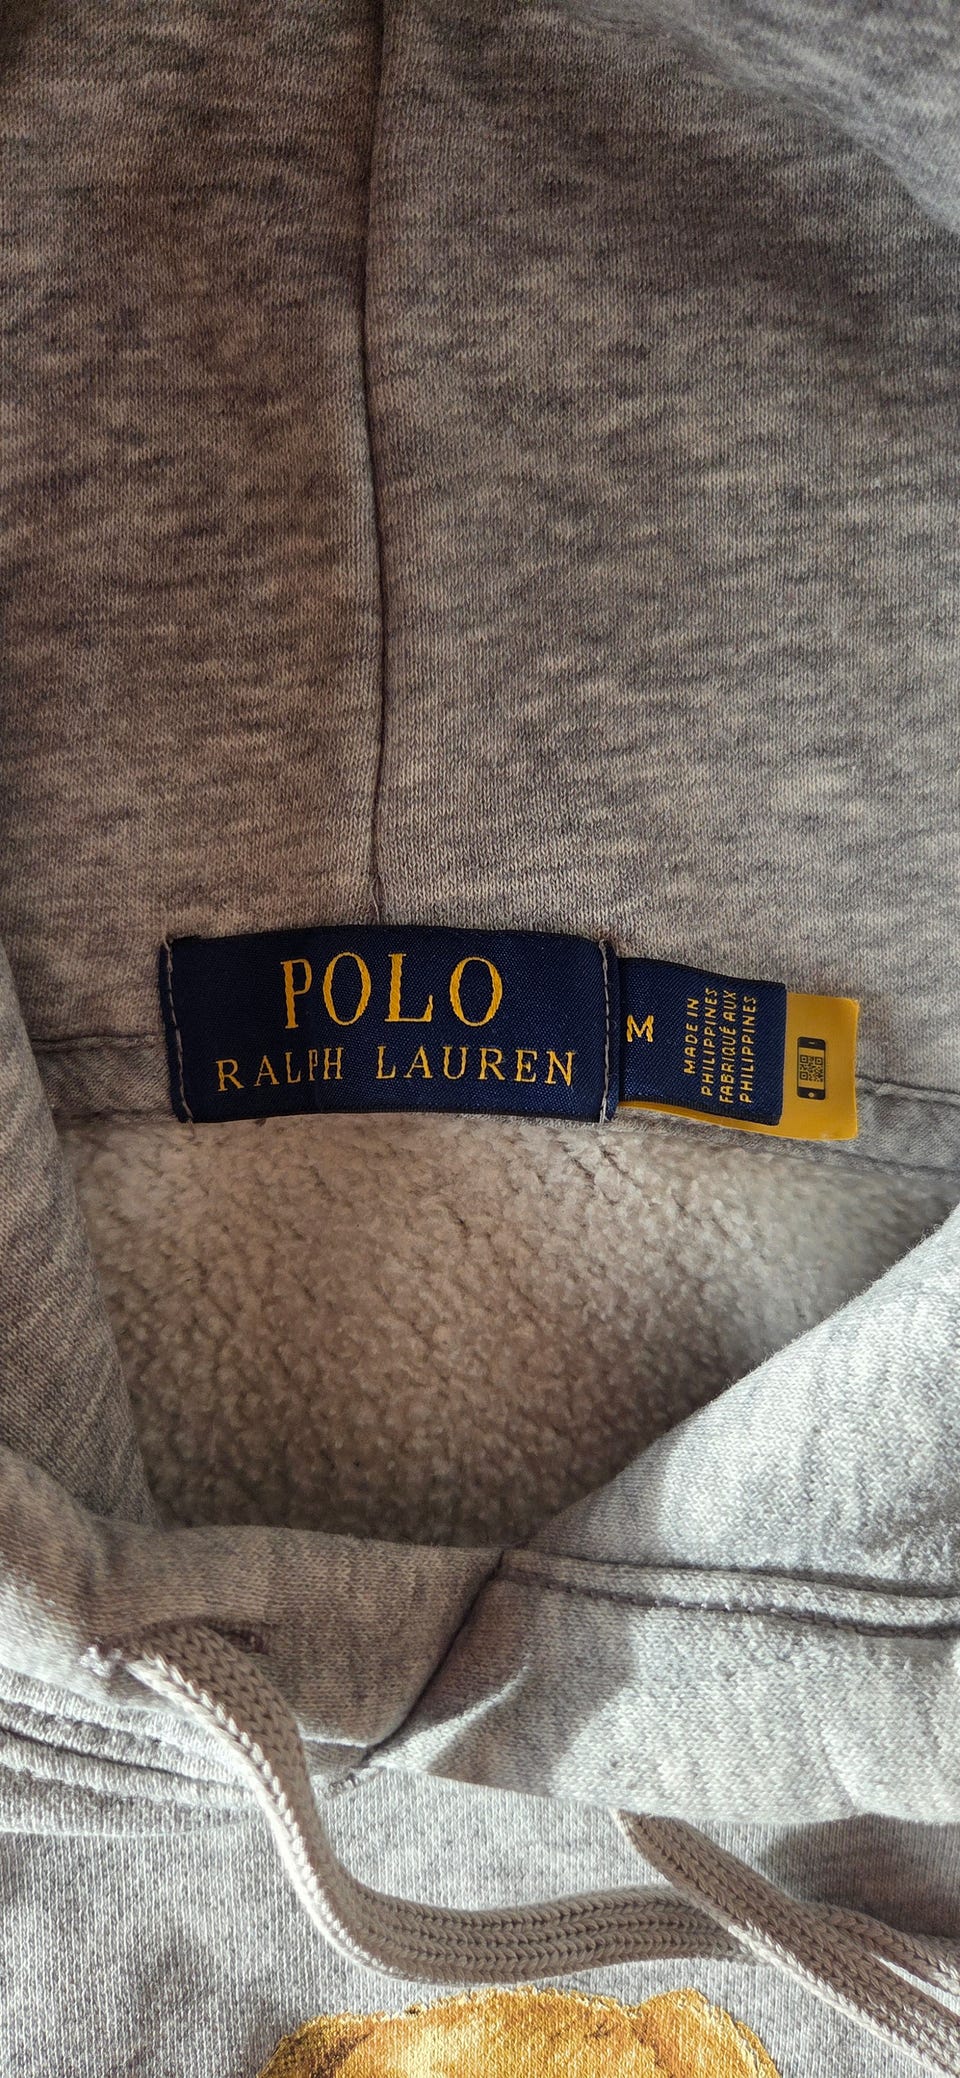 POLO
RALPH LAUREN
M
MADE IN
PHILIPPINES
FABRIQUÉ AUX
PHILIPPINES